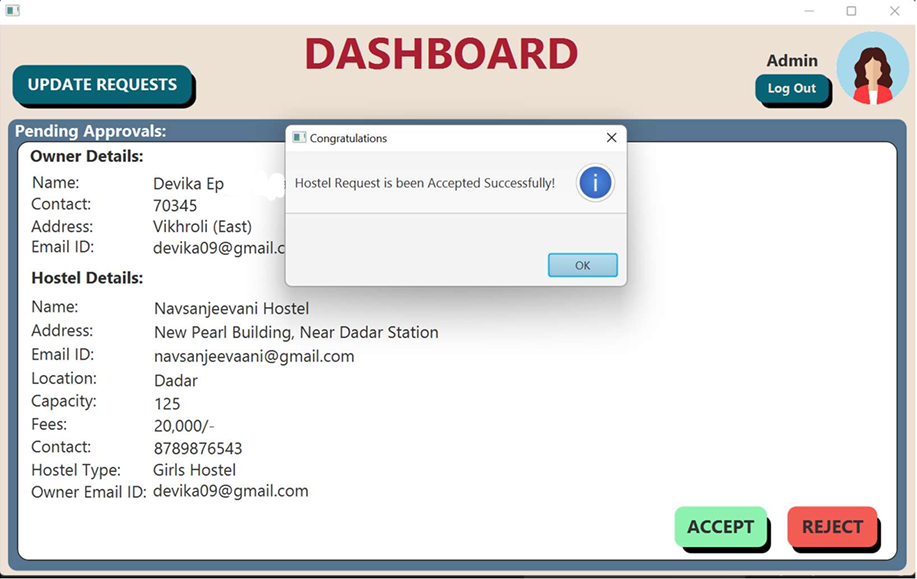 DASHBOARD
UPDATE REQUESTS
Admin
Log Out
Pending Approvals:
Owner Details:
Name: Devika Ep
Contact: 70345
Address: Vikhroli (East)
Email ID: devika09@gmail.c
Congratulations
Hostel Request is been Accepted Successfully!
OK
Hostel Details:
Name: Navsanjeevani Hostel
Address: New Pearl Building, Near Dadar Station
Email ID: navsanjeevaani@gmail.com
Location: Dadar
Capacity: 125
Fees: 20,000/-
Contact: 8789876543
Hostel Type: Girls Hostel
Owner Email ID: devika09@gmail.com
ACCEPT
REJECT